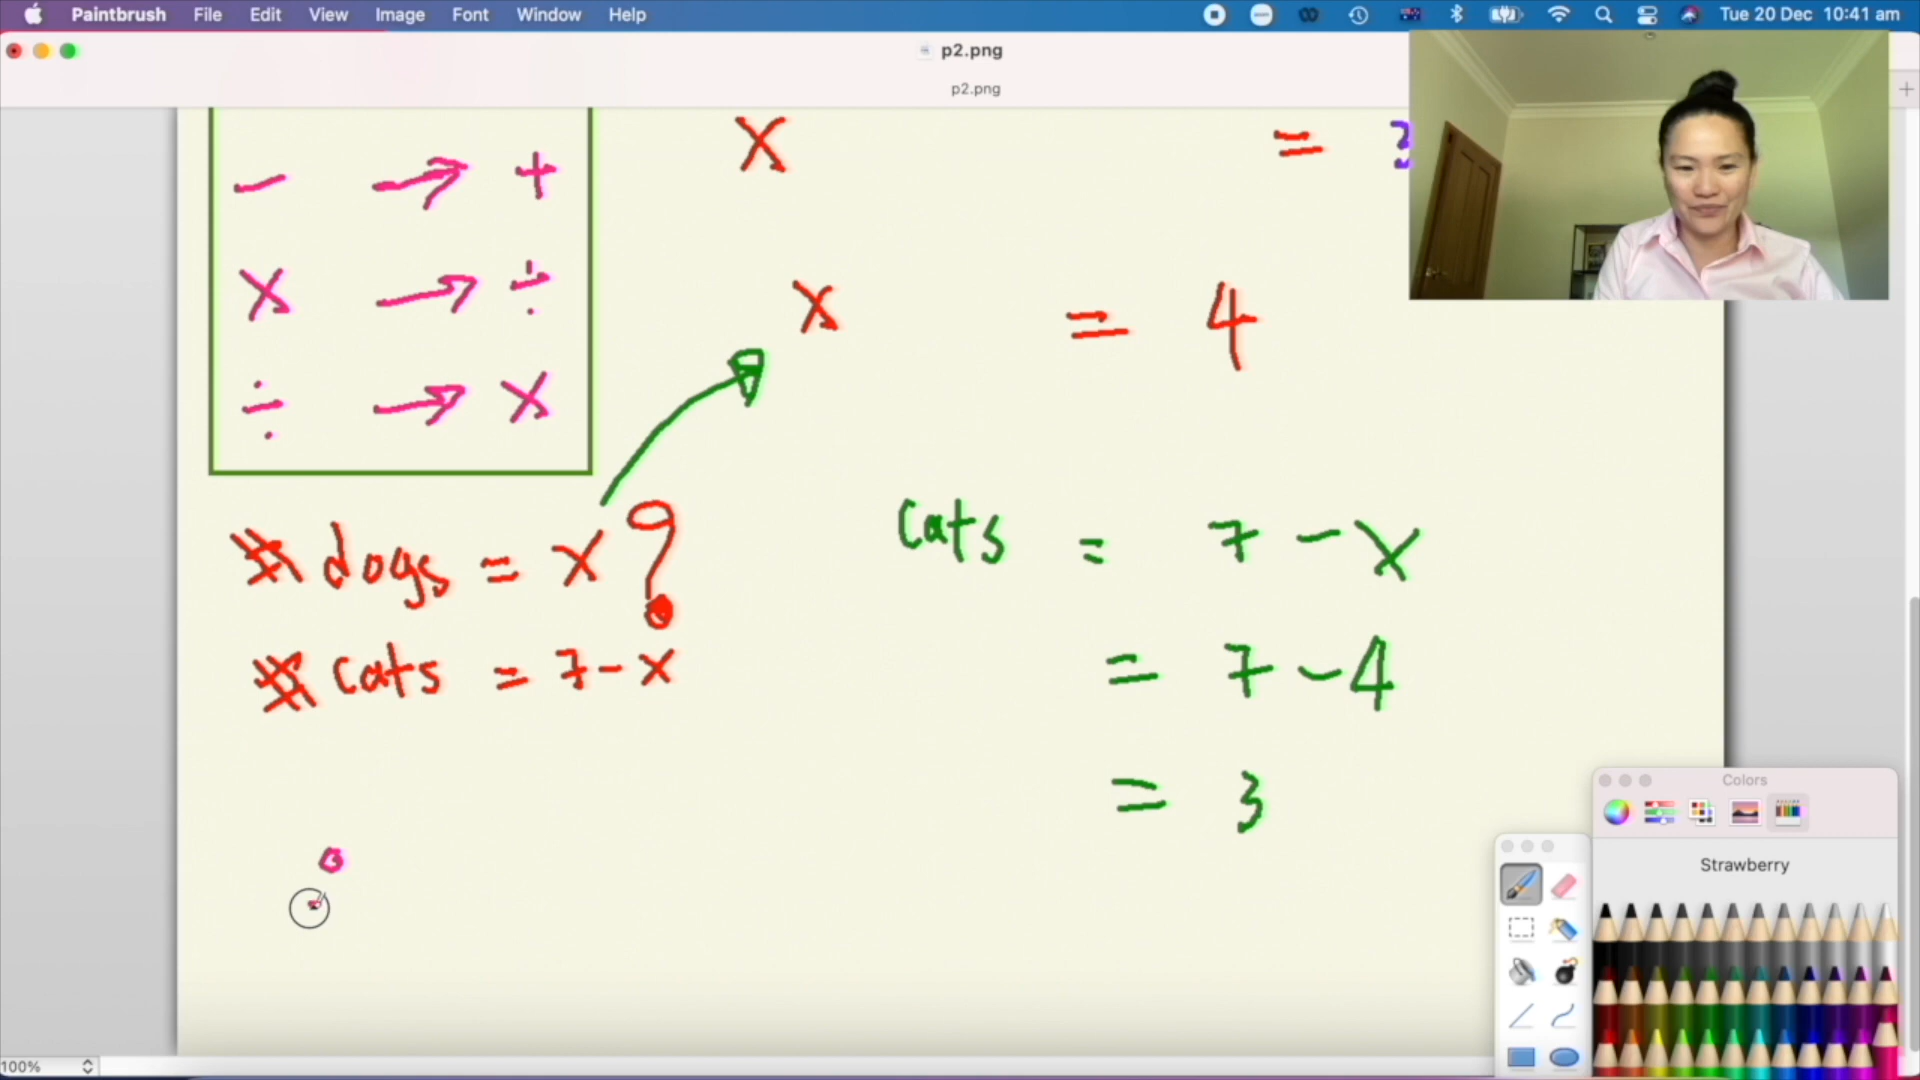 Paintbrush File Edit View Image Font Window Help Tue 20 Dec 10:41 am
p2.png
p2.png
X = 3
− → +
X → ÷
÷ → X
X = 4
# dogs = x ?
# cats = 7 − x
Cats = 7 − x
= 7 − 4
= 3
Colors
Strawberry
100%